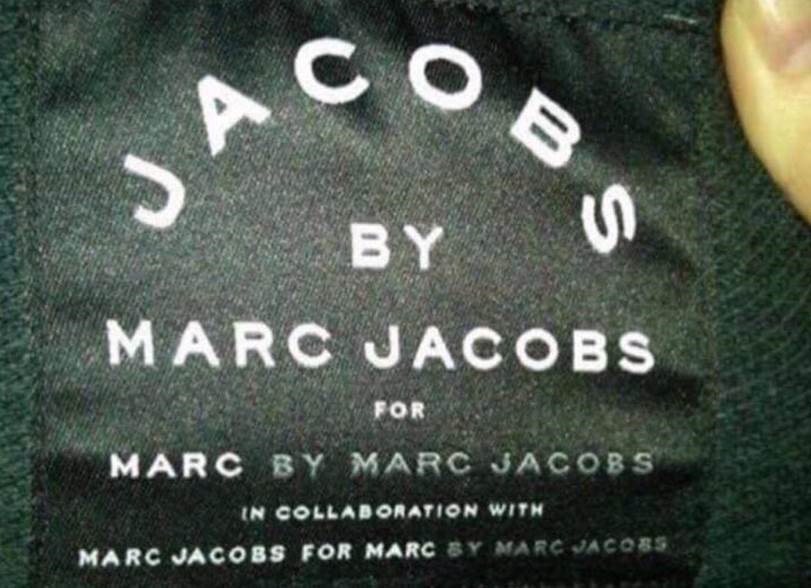 JACOBS
BY
MARC JACOBS
FOR
MARC BY MARC JACOBS
IN COLLABORATION WITH
MARC JACOBS FOR MARC BY MARC JACOBS